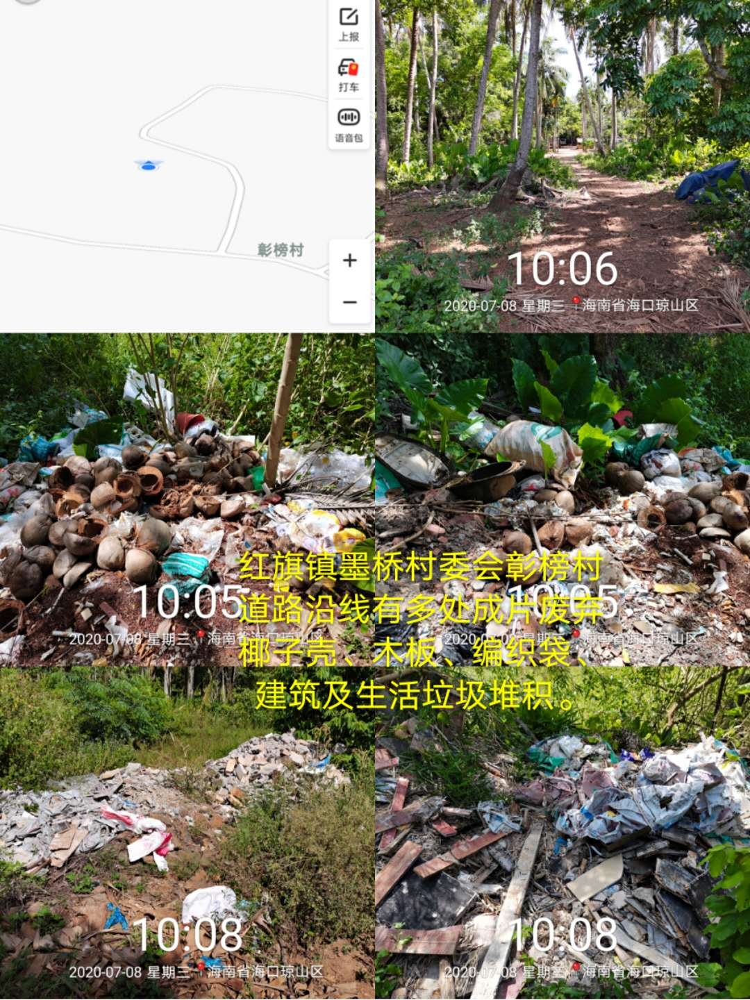 上报
打车
语音包
彰榜村
+
−
10:06
2020-07-08 星期三 海南省海口琼山区
10:05
2020-07-08 星期三 海南省海口琼山区
10:05
2020-07-08 星期三 海南省海口琼山区
红旗镇墨桥村委会彰榜村
道路沿线有多处成片废弃
椰子壳、木板、编织袋、
建筑及生活垃圾堆积。
10:08
2020-07-08 星期三 海南省海口琼山区
10:08
2020-07-08 星期三 海南省海口琼山区